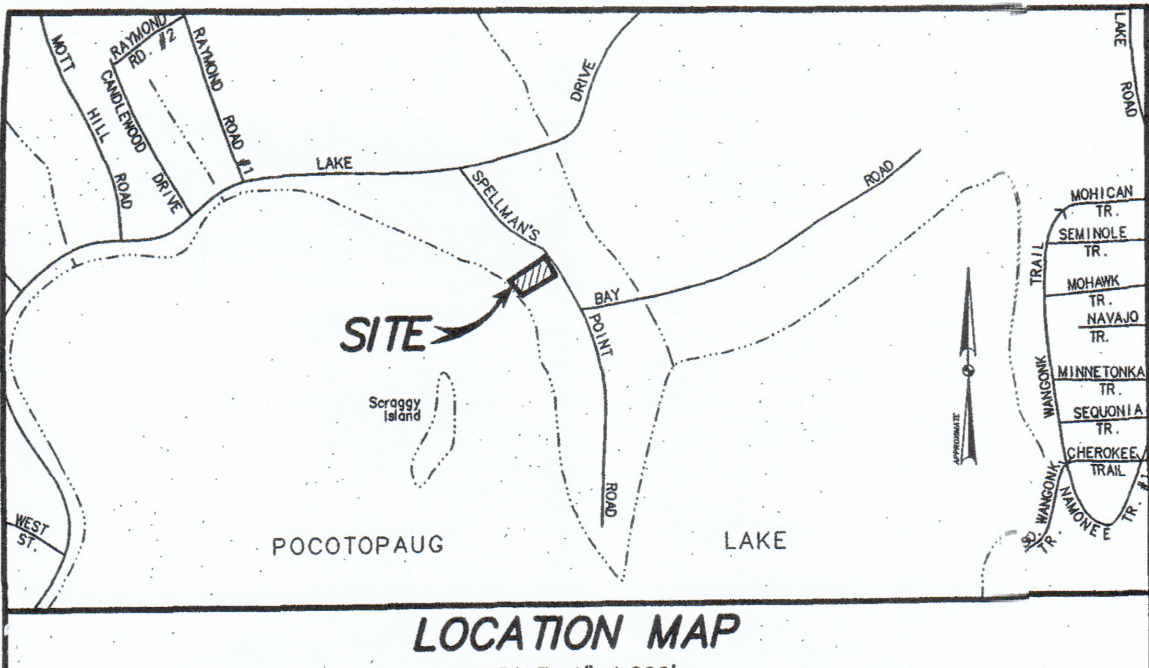 MOTT HILL ROAD
RAYMOND RD. #2
CANDLEWOOD DRIVE
RAYMOND ROAD #1
LAKE DRIVE
SPELLMAN'S POINT ROAD
BAY ROAD
LAKE ROAD
MOHICAN TR.
SEMINOLE TR.
MOHAWK TR.
NAVAJO TR.
MINNETONKA TR.
SEQUONIA TR.
CHEROKEE TRAIL
WANGONK TRAIL
SO. WANGONK TR.
NAMONEE TR. #1
SITE
Scraggy
Island
APPROXIMATE
WEST
ST.
POCOTOPAUG LAKE
LOCATION MAP